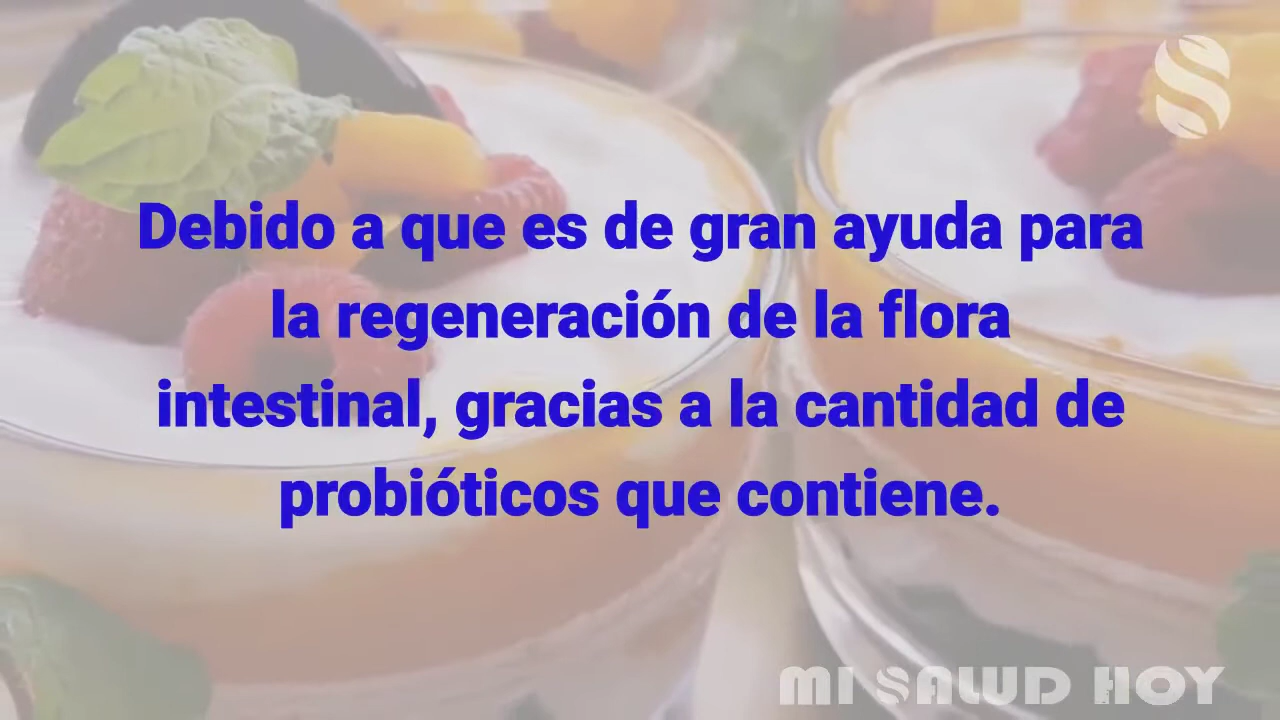 Debido a que es de gran ayuda para
la regeneración de la flora
intestinal, gracias a la cantidad de
probióticos que contiene.
MI SALUD HOY